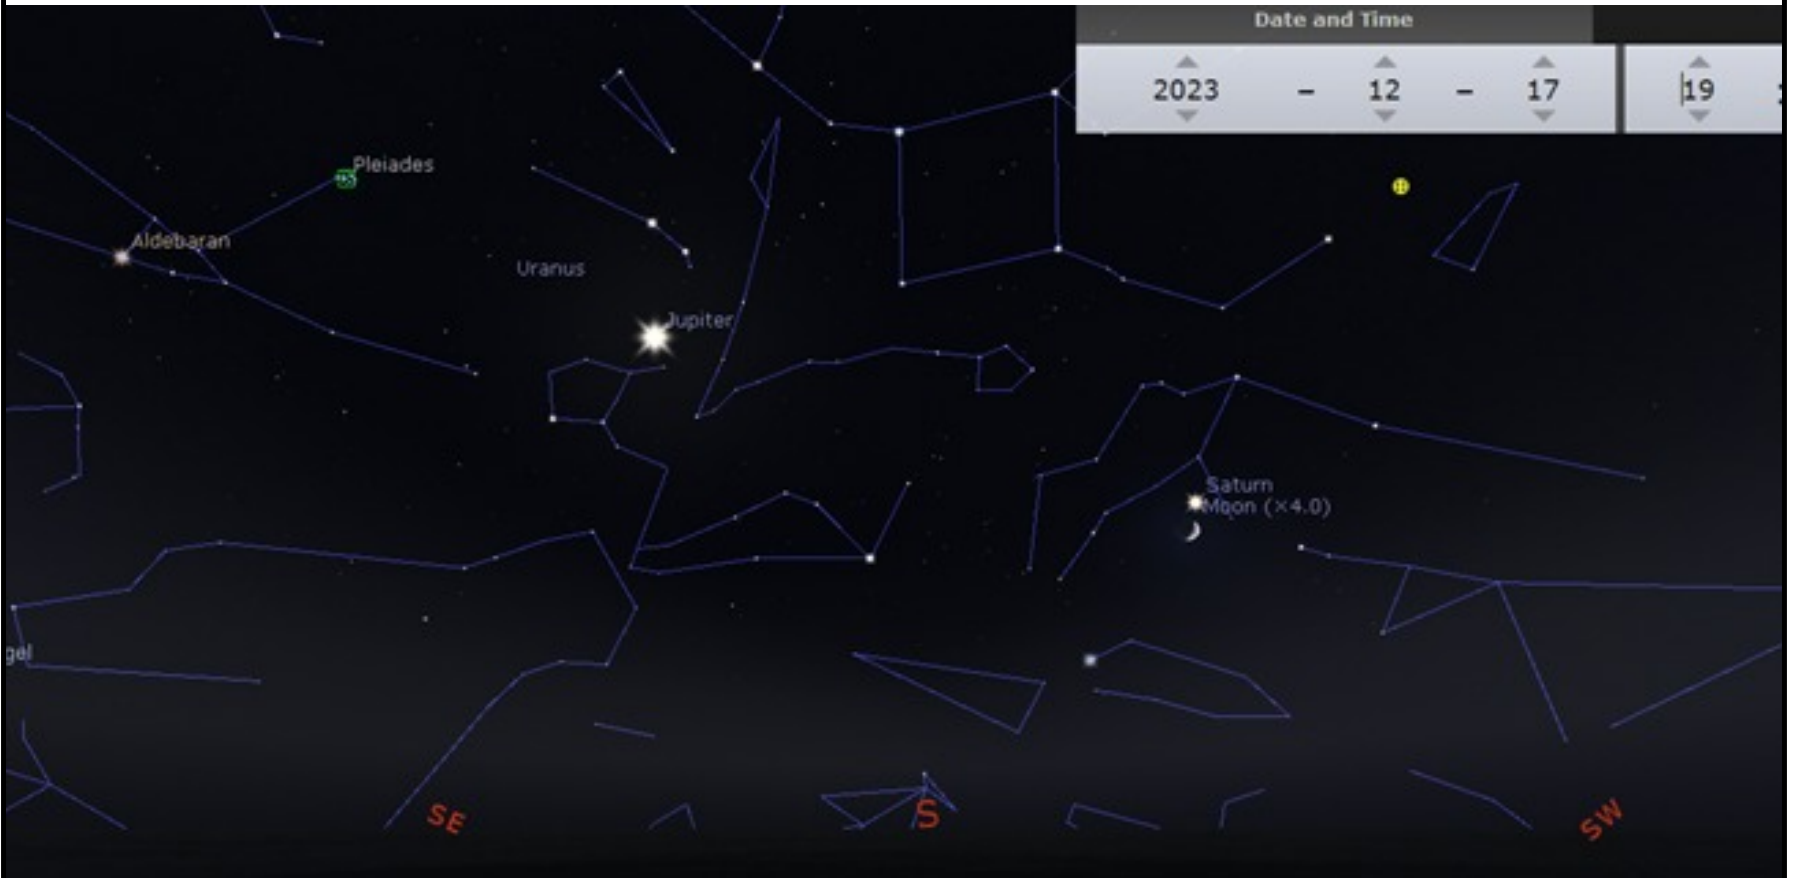 Date and Time
2023 - 12 - 17 19 :
Pleiades
Aldebaran
Uranus
Jupiter
Saturn
Moon (×4.0)
gel
SE
S
SW